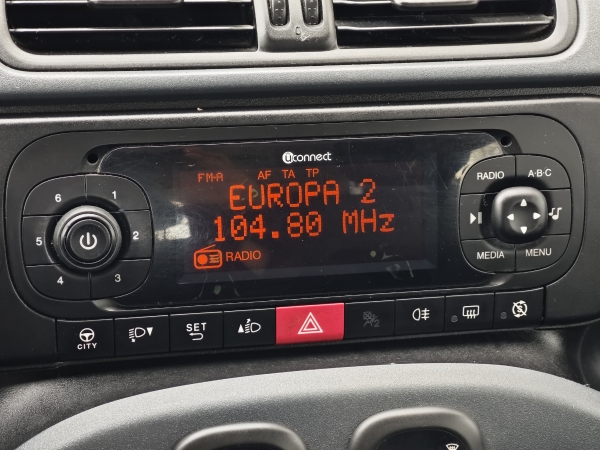 uconnect
FM-A AF TA TP
EUROPA 2
104.80 MHz
RADIO
6 1
5 2
4 3
RADIO A·B·C
MEDIA MENU
CITY
SET